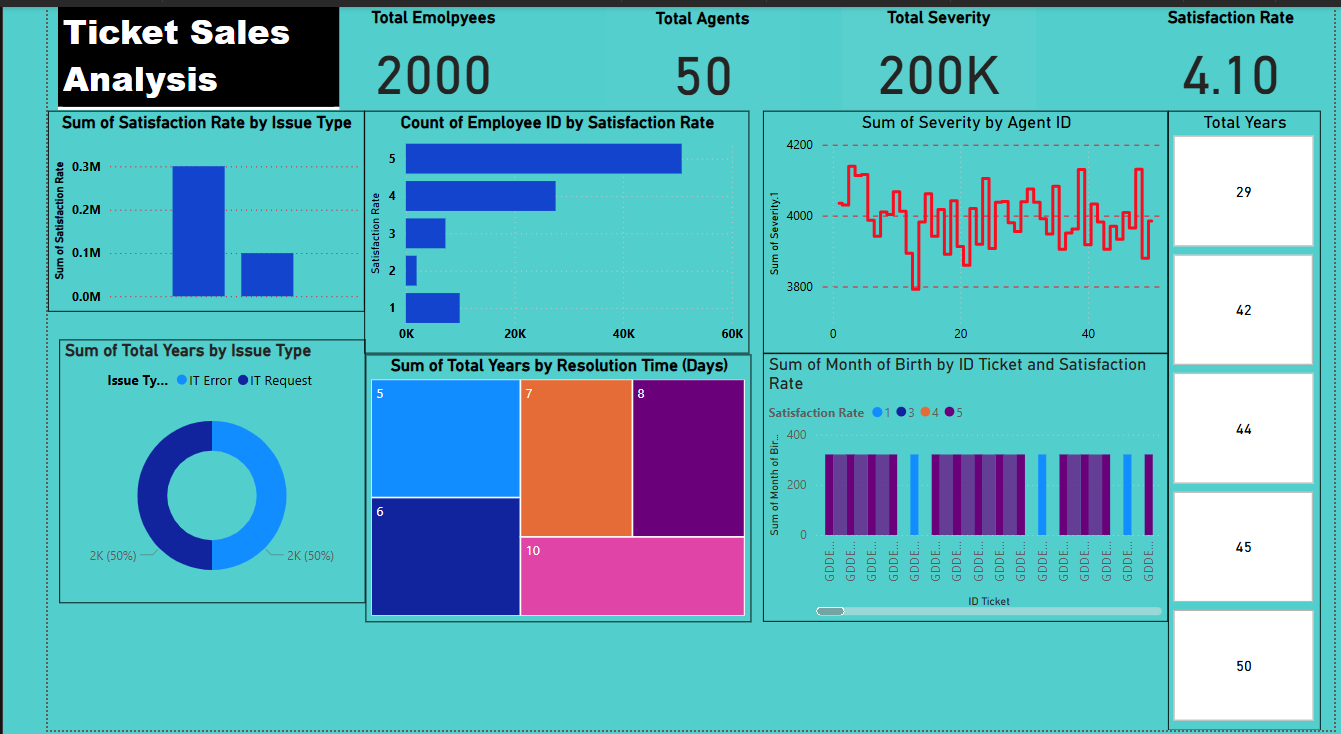 Ticket Sales
Analysis
Total Emolpyees
2000
Total Agents
50
Total Severity
200K
Satisfaction Rate
4.10
Sum of Satisfaction Rate by Issue Type
Sum of Satisfaction Rate
0.3M
0.2M
0.1M
0.0M
Count of Employee ID by Satisfaction Rate
Satisfaction Rate
5
4
3
2
1
0K 20K 40K 60K
Sum of Severity by Agent ID
Sum of Severity.1
4200
4000
3800
0 20 40
Total Years
29
42
44
45
50
Sum of Total Years by Issue Type
Issue Ty... IT Error IT Request
2K (50%) 2K (50%)
Sum of Total Years by Resolution Time (Days)
5
7
8
6
10
Sum of Month of Birth by ID Ticket and Satisfaction
Rate
Satisfaction Rate 1 3 4 5
Sum of Month of Bir...
400
200
0
GDDE... GDDE... GDDE... GDDE... GDDE... GDDE... GDDE... GDDE... GDDE... GDDE... GDDE... GDDE... GDDE... GDDE... GDDE... GDDE...
ID Ticket